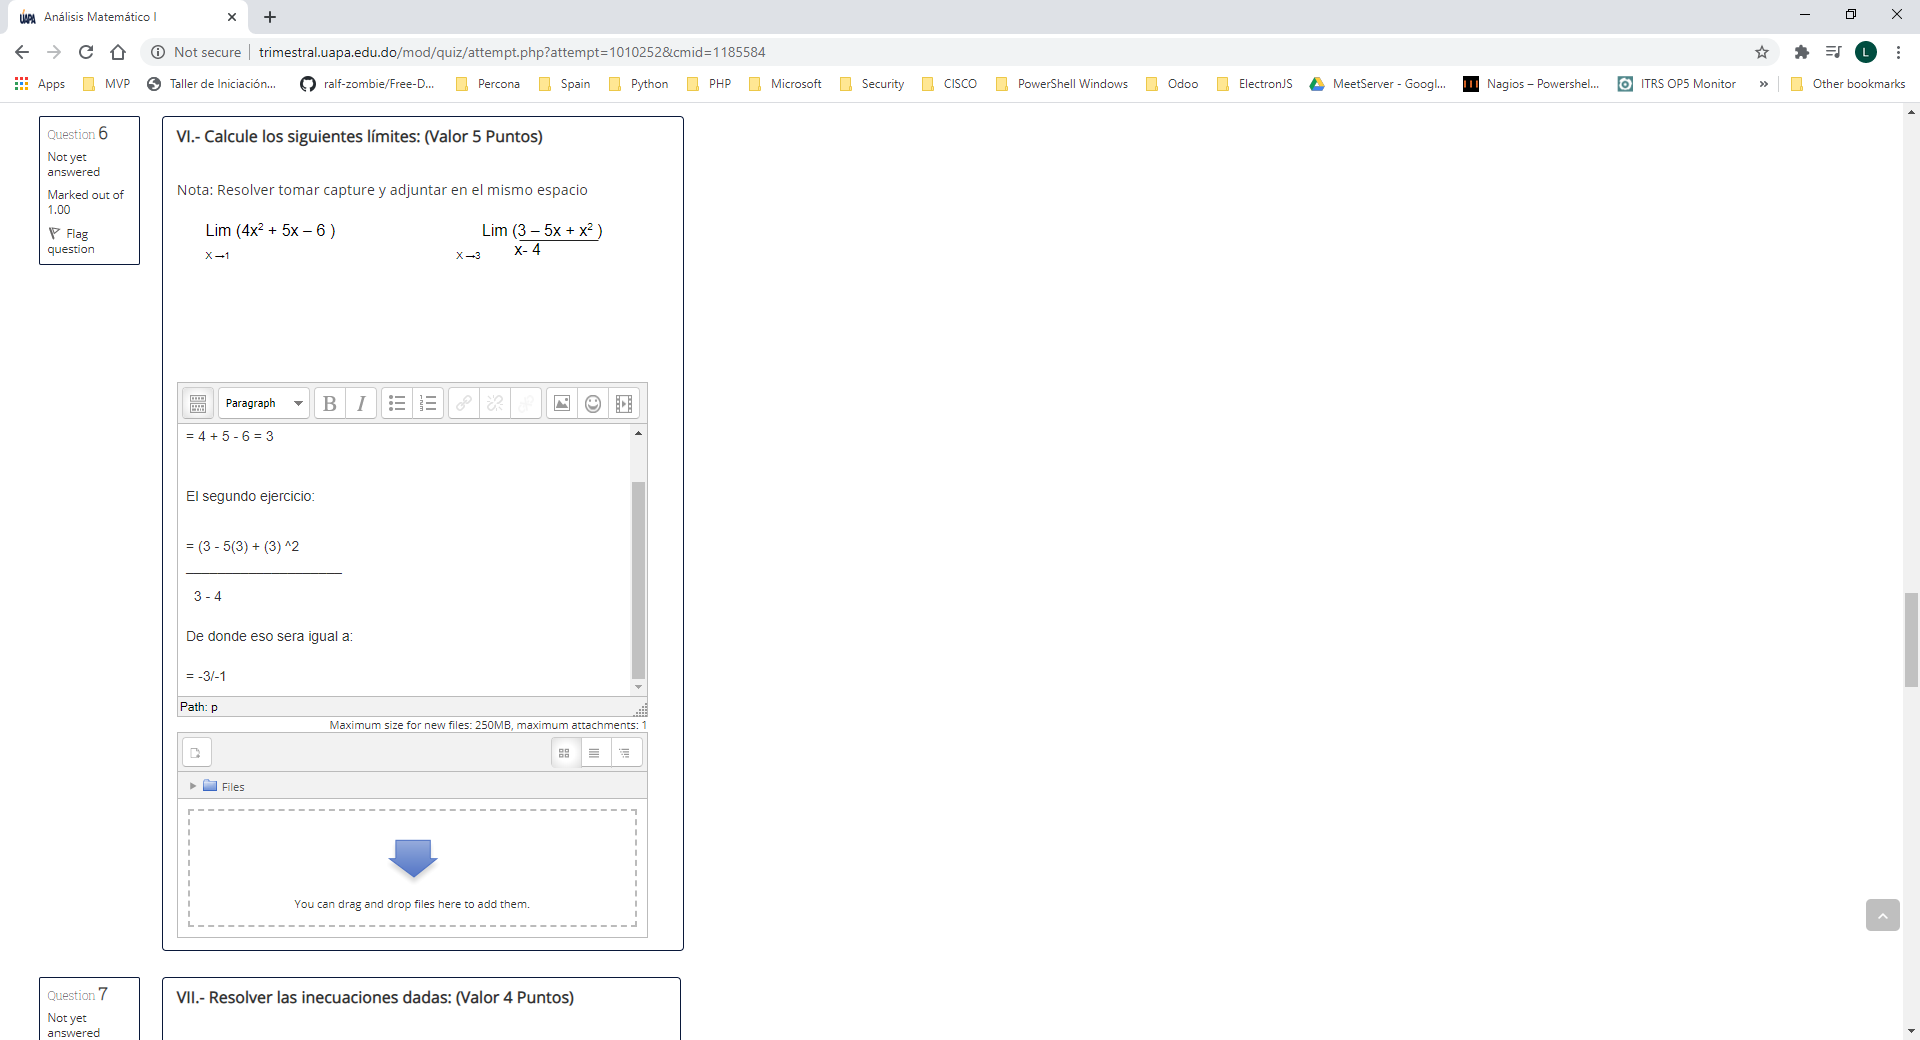 Análisis Matemático I
Not secure
trimestral.uapa.edu.do/mod/quiz/attempt.php?attempt=1010252&cmid=1185584
L
Apps
MVP
Taller de Iniciación...
ralf-zombie/Free-D...
Percona
Spain
Python
PHP
Microsoft
Security
CISCO
PowerShell Windows
Odoo
ElectronJS
MeetServer - Googl...
Nagios – Powershel...
ITRS OP5 Monitor
»
Other bookmarks
Question 6
Not yet
answered
Marked out of
1.00
Flag
question
VI.- Calcule los siguientes límites: (Valor 5 Puntos)
Nota: Resolver tomar capture y adjuntar en el mismo espacio
Lim (4x² + 5x – 6 )
X →1
Lim (3 – 5x + x² )
x- 4
X →3
Paragraph
B
I
= 4 + 5 - 6 = 3
El segundo ejercicio:
= (3 - 5(3) + (3) ^2
____________________
3 - 4
De donde eso sera igual a:
= -3/-1
Path: p
Maximum size for new files: 250MB, maximum attachments: 1
Files
You can drag and drop files here to add them.
Question 7
Not yet
answered
VII.- Resolver las inecuaciones dadas: (Valor 4 Puntos)